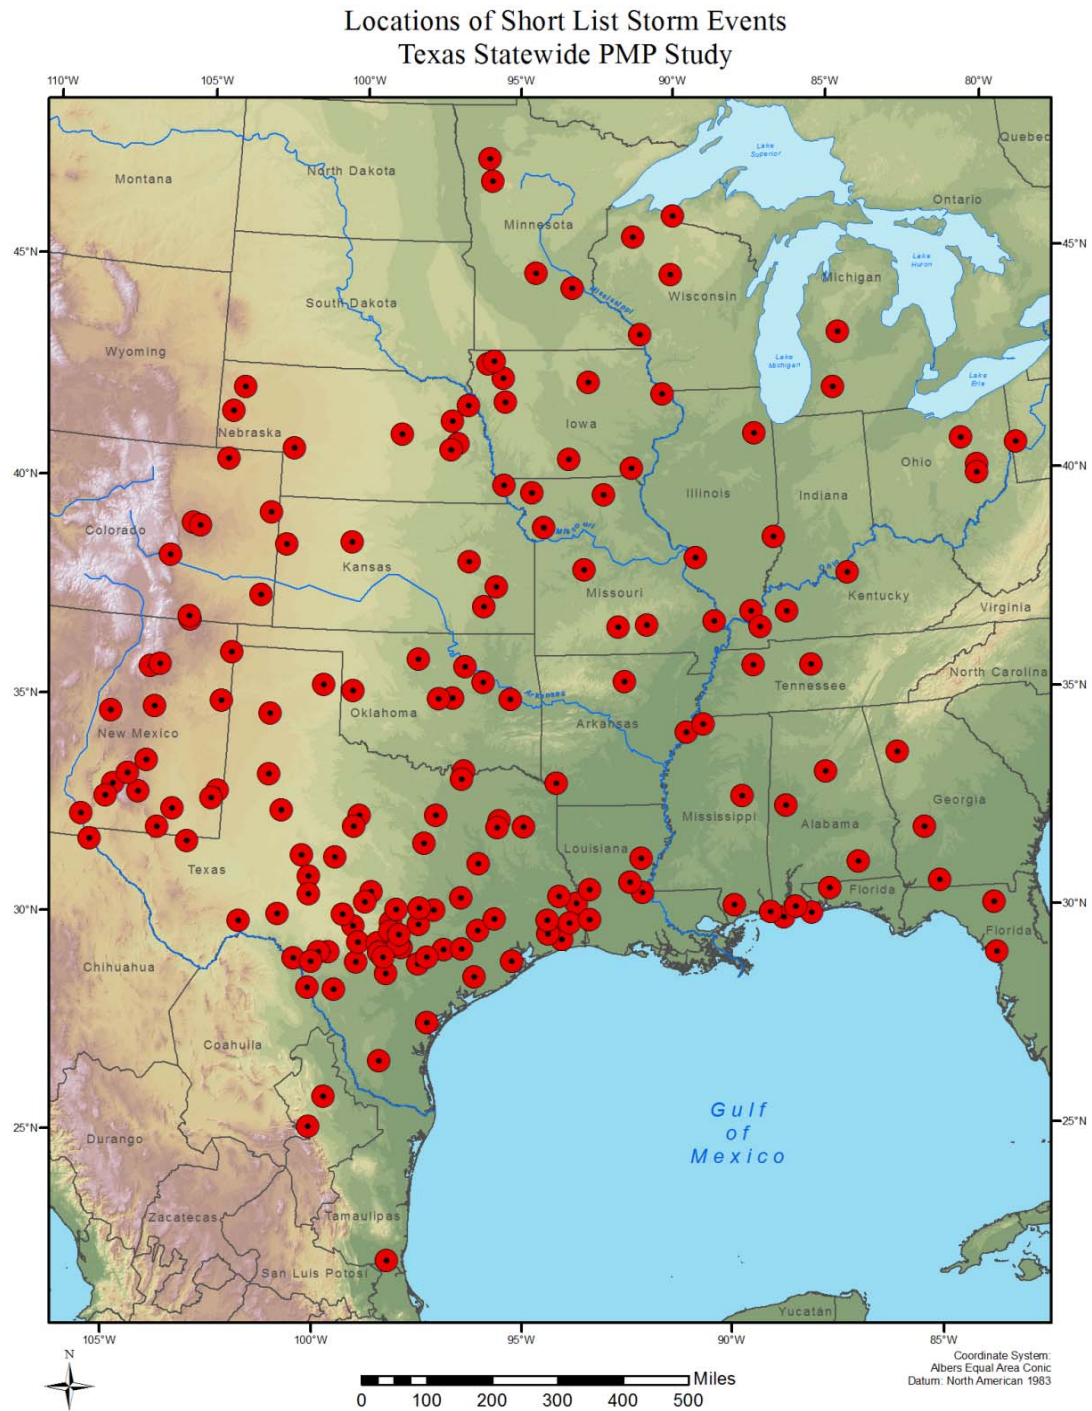 Locations of Short List Storm Events
Texas Statewide PMP Study
110°W 105°W 100°W 95°W 90°W 85°W 80°W
Quebec
Lake
Superior
Montana
North Dakota
Ontario
Minnesota
45°N
45°N
Lake
Huron
Michigan
Mississippi
Wisconsin
South Dakota
Wyoming
Lake
Michigan
Lake
Erie
Nebraska
Iowa
Ohio
40°N
40°N
Illinois
Indiana
Colorado
Missouri
Kansas
Ohio
Missouri
Kentucky
Virginia
North Carolina
Tennessee
35°N
35°N
Arkansas
Oklahoma
Arkansas
New Mexico
Georgia
Mississippi
Alabama
Louisiana
Texas
Florida
30°N
30°N
Florida
Chihuahua
Coahuila
Gulf
of
Mexico
25°N
25°N
Durango
Zacatecas
Tamaulipas
San Luis Potosi
Yucatán
105°W 100°W 95°W 90°W 85°W
N
Coordinate System:
Albers Equal Area Conic
Datum: North American 1983
Miles
0 100 200 300 400 500